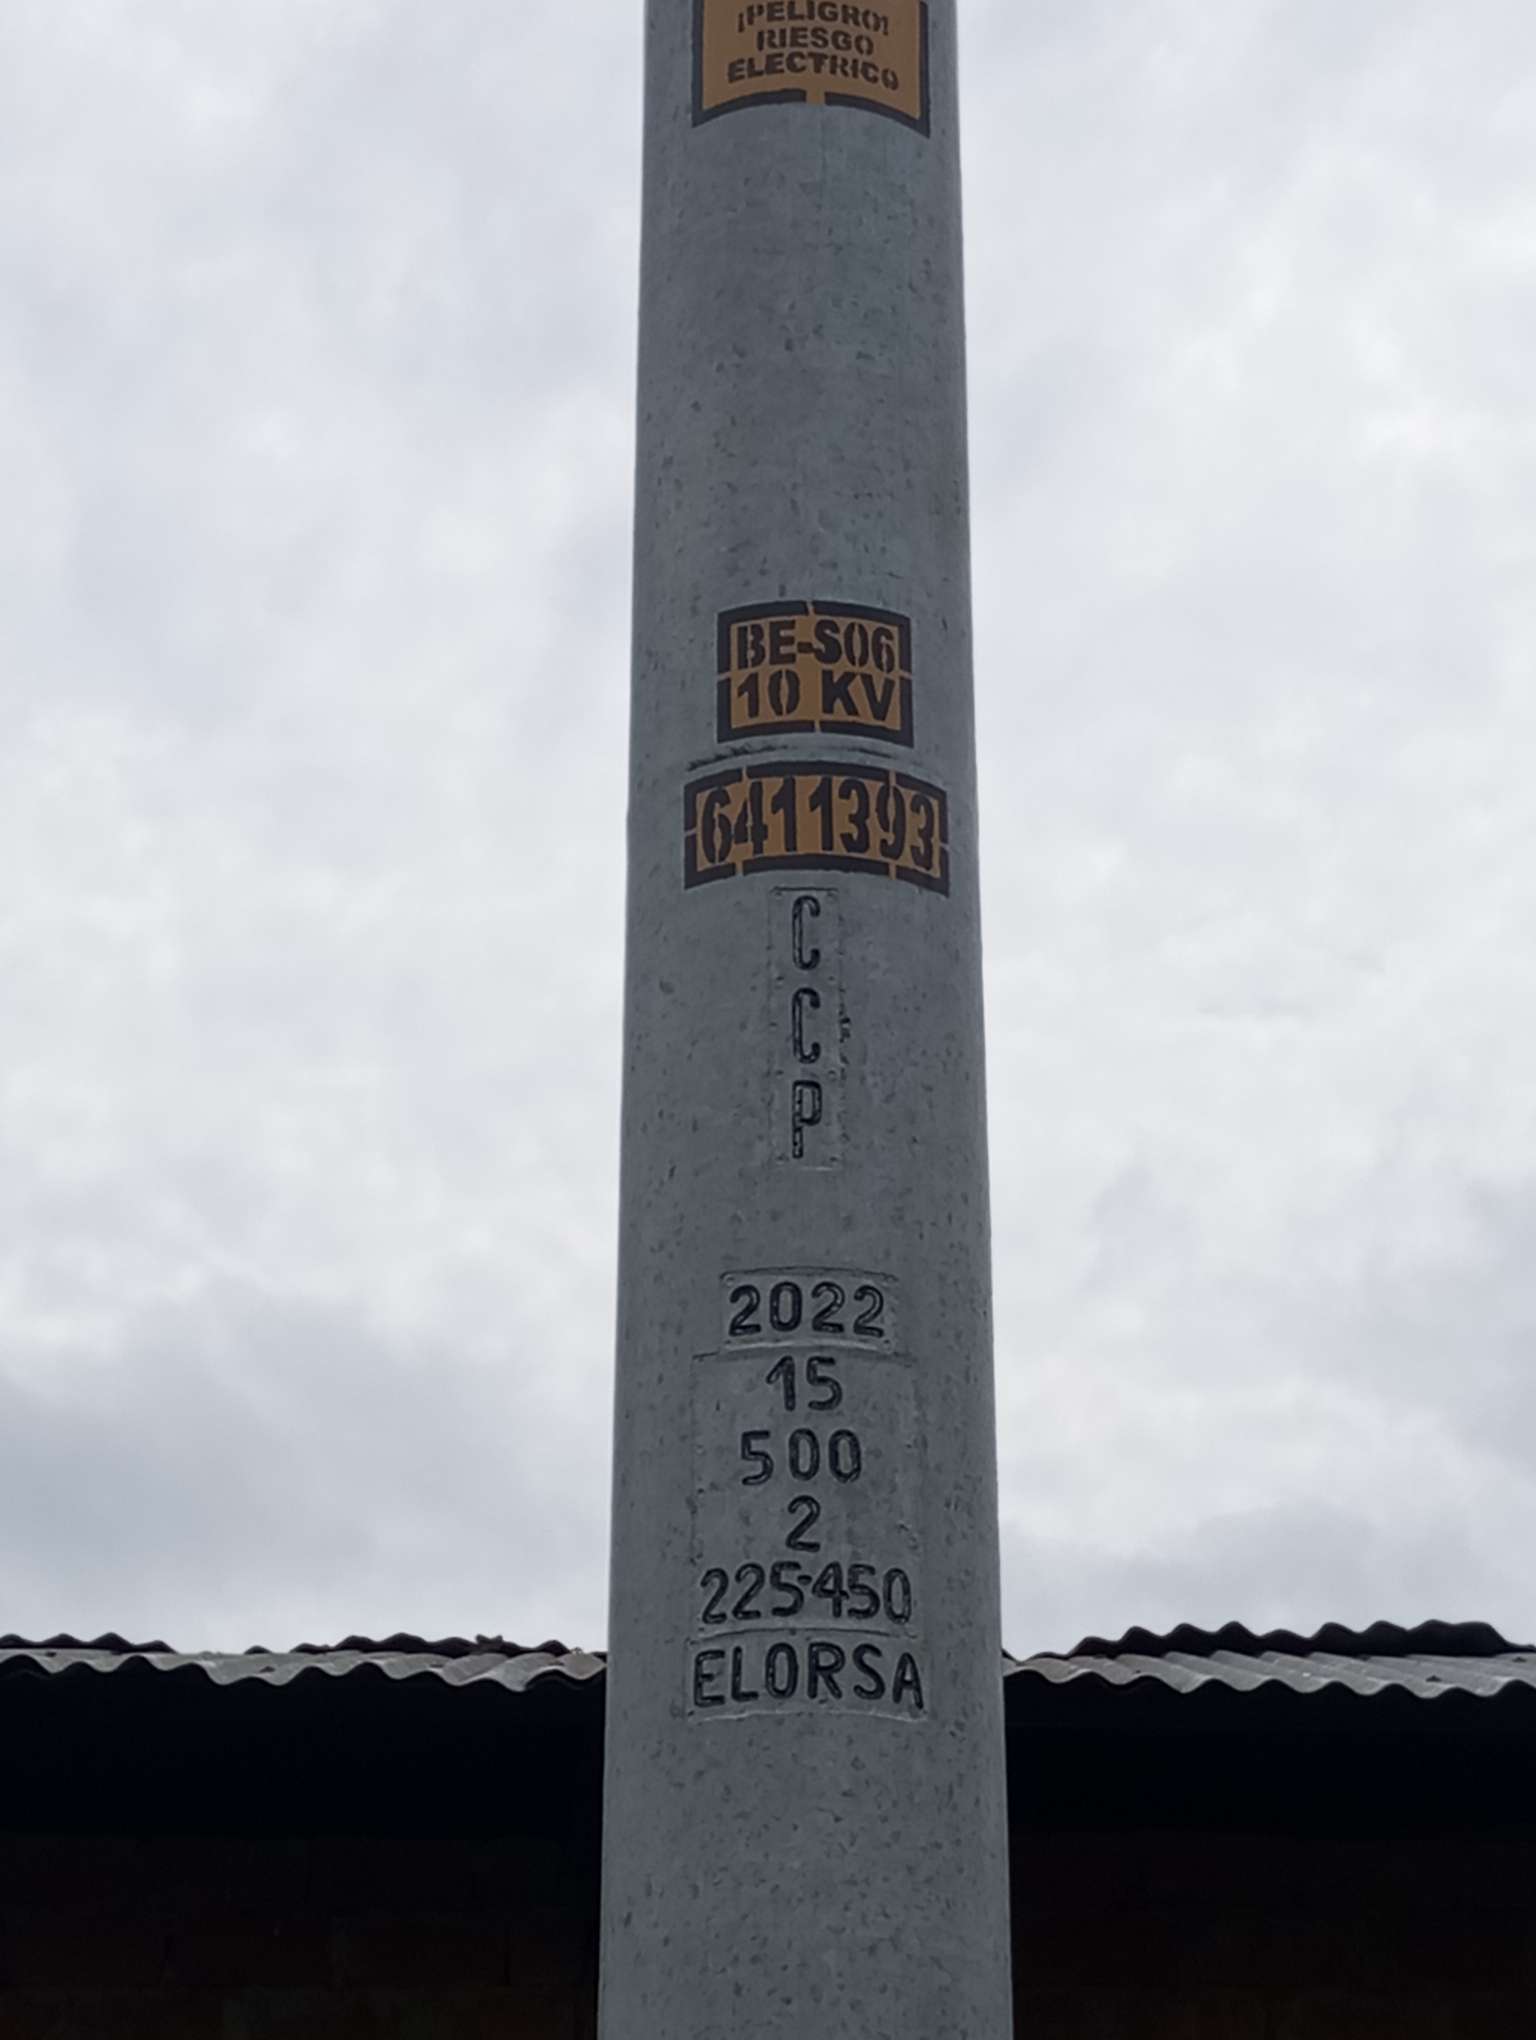 ¡PELIGRO!
RIESGO
ELECTRICO
BE-S06
10 KV
6411393
C
C
P
2022
15
500
2
225-450
ELORSA